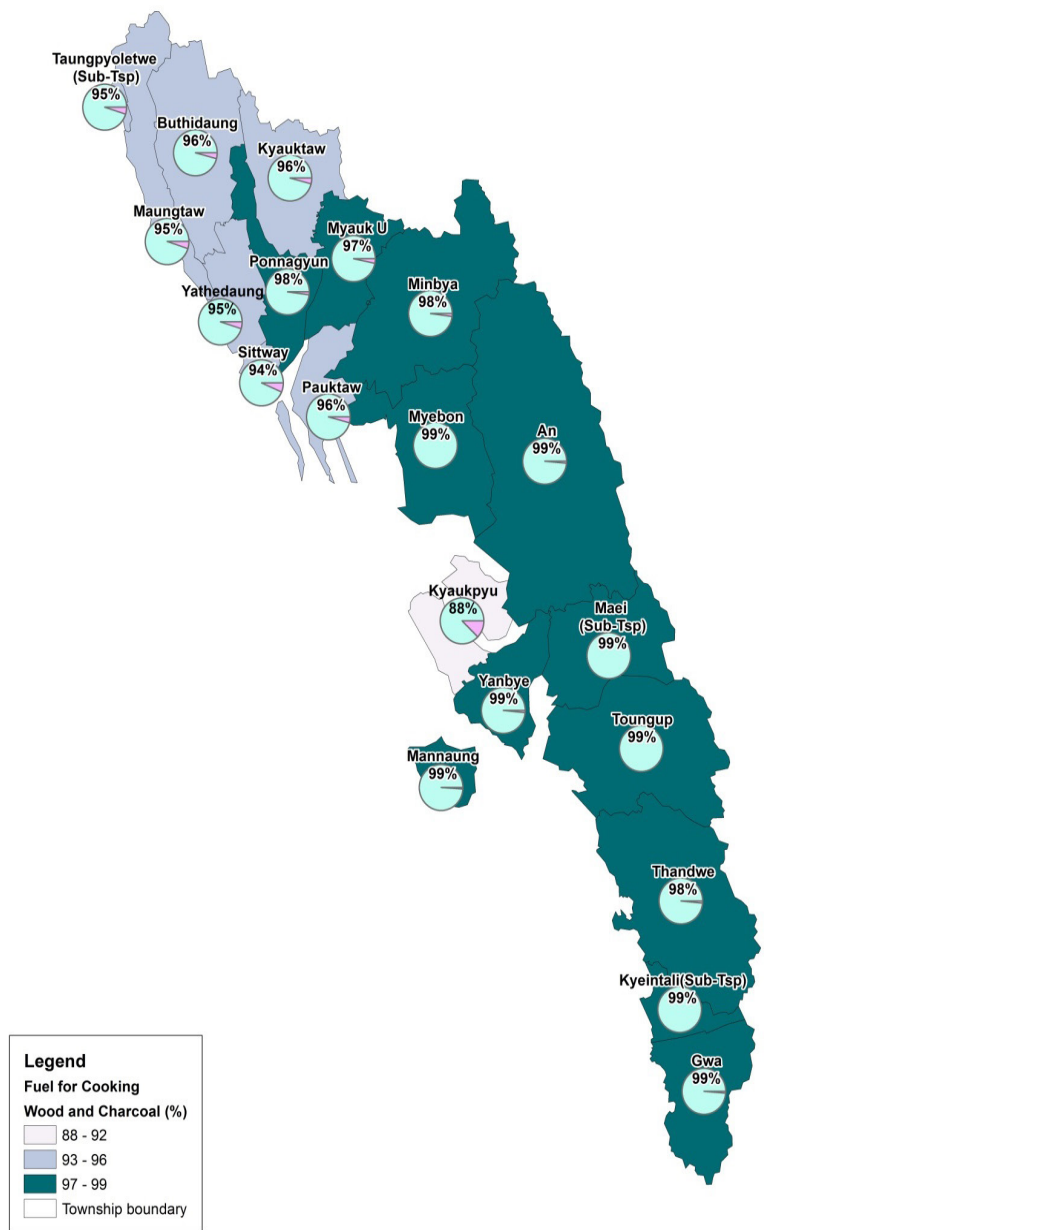 Taungpyoletwe
(Sub-Tsp)
95%
Buthidaung
96%
Kyauktaw
96%
Maungtaw
95%
Myauk U
97%
Ponnagyun
98%
Minbya
98%
Yathedaung
95%
Sittway
94%
Pauktaw
96%
Myebon
99%
An
99%
Kyaukpyu
88%
Maei
(Sub-Tsp)
99%
Yanbye
99%
Toungup
99%
Mannaung
99%
Thandwe
98%
Kyeintali(Sub-Tsp)
99%
Gwa
99%
Legend
Fuel for Cooking
Wood and Charcoal (%)
88 - 92
93 - 96
97 - 99
Township boundary